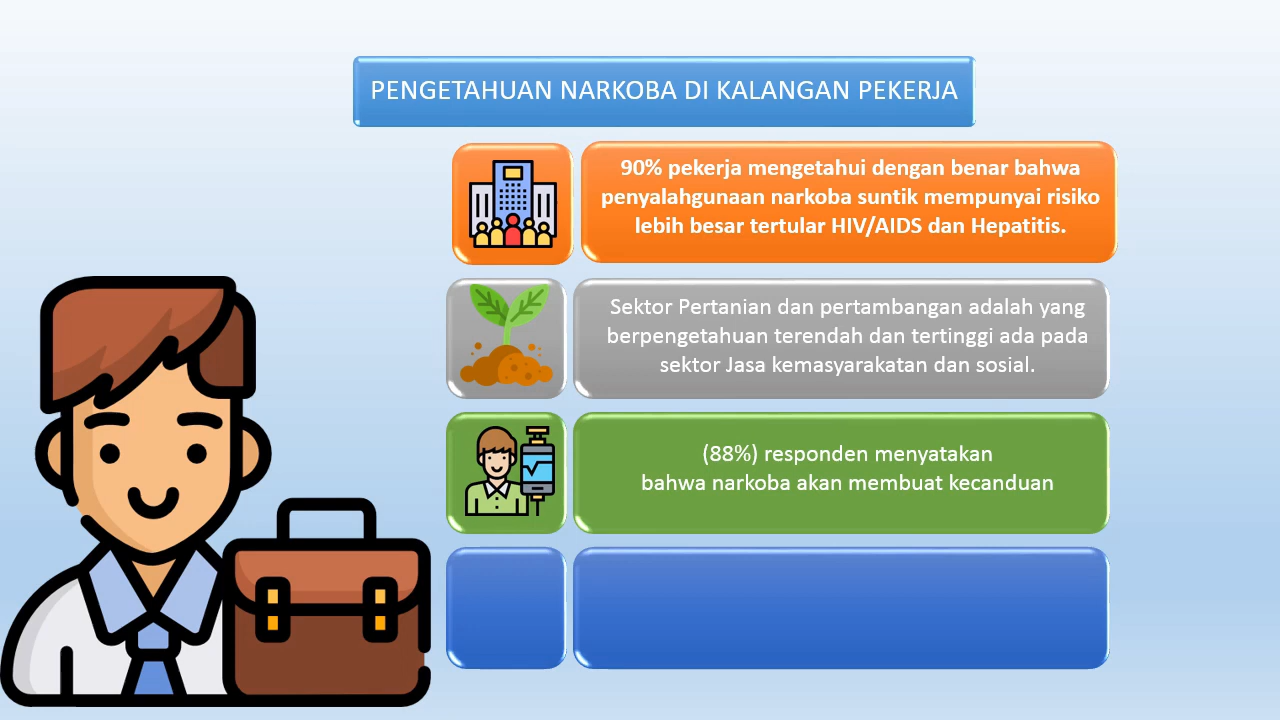 PENGETAHUAN NARKOBA DI KALANGAN PEKERJA
90% pekerja mengetahui dengan benar bahwa
penyalahgunaan narkoba suntik mempunyai risiko
lebih besar tertular HIV/AIDS dan Hepatitis.
Sektor Pertanian dan pertambangan adalah yang
berpengetahuan terendah dan tertinggi ada pada
sektor Jasa kemasyarakatan dan sosial.
(88%) responden menyatakan
bahwa narkoba akan membuat kecanduan